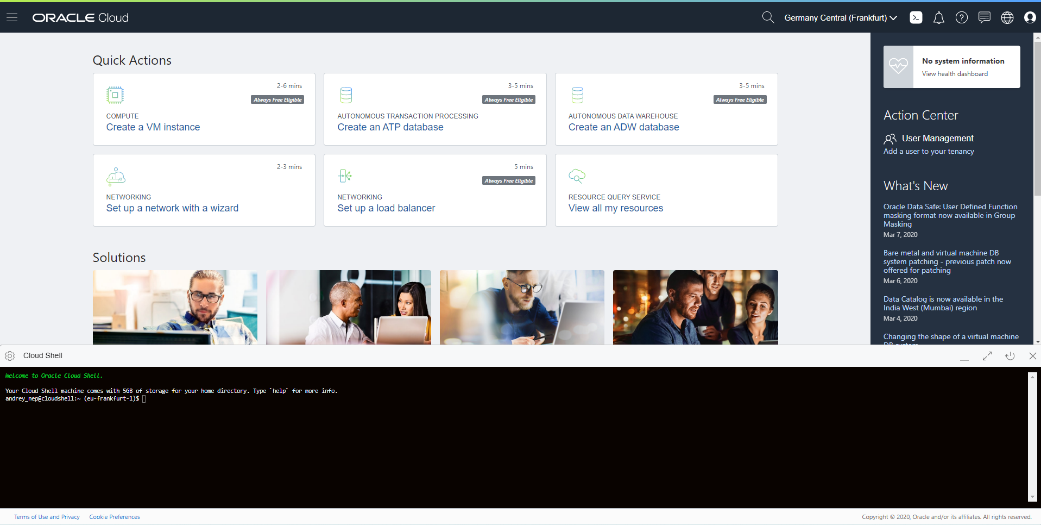 ORACLE Cloud
Germany Central (Frankfurt)
Quick Actions
2-6 mins
Always Free Eligible
COMPUTE
Create a VM instance
3-5 mins
Always Free Eligible
AUTONOMOUS TRANSACTION PROCESSING
Create an ATP database
3-5 mins
Always Free Eligible
AUTONOMOUS DATA WAREHOUSE
Create an ADW database
2-3 mins
NETWORKING
Set up a network with a wizard
5 mins
Always Free Eligible
NETWORKING
Set up a load balancer
RESOURCE QUERY SERVICE
View all my resources
Solutions
No system information
View health dashboard
Action Center
User Management
Add a user to your tenancy
What's New
Oracle Data Safe: User Defined Function
masking format now available in Group
Masking
Mar 7, 2020
Bare metal and virtual machine DB
system patching - previous patch now
offered for patching
Mar 6, 2020
Data Catalog is now available in the
India West (Mumbai) region
Mar 4, 2020
Changing the shape of a virtual machine
DB system
Cloud Shell
Welcome to Oracle Cloud Shell.
Your Cloud Shell machine comes with 5GB of storage for your home directory. Type `help` for more info.
andrey_nep@cloudshell:~ (eu-frankfurt-1)$
Terms of Use and Privacy
Cookie Preferences
Copyright © 2020, Oracle and/or its affiliates. All rights reserved.